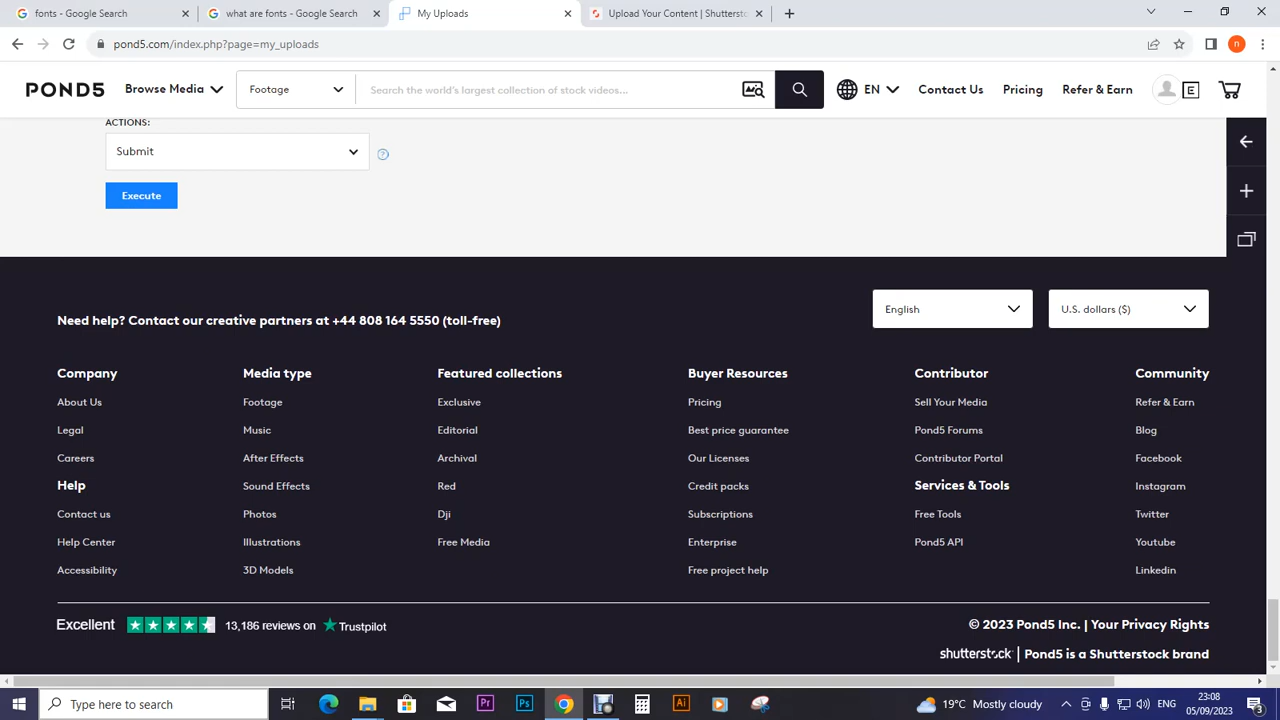 fonts - Google Search
what are fonts - Google Search
My Uploads
Upload Your Content | Shuttersto
pond5.com/index.php?page=my_uploads
n
POND5
Browse Media
Footage
Search the world's largest collection of stock videos...
EN
Contact Us
Pricing
Refer & Earn
E
ACTIONS:
Submit
?
Execute
Need help? Contact our creative partners at +44 808 164 5550 (toll-free)
English
U.S. dollars ($)
Company
Media type
Featured collections
Buyer Resources
Contributor
Community
About Us
Footage
Exclusive
Pricing
Sell Your Media
Refer & Earn
Legal
Music
Editorial
Best price guarantee
Pond5 Forums
Blog
Careers
After Effects
Archival
Our Licenses
Contributor Portal
Facebook
Help
Sound Effects
Red
Credit packs
Services & Tools
Instagram
Contact us
Photos
Dji
Subscriptions
Free Tools
Twitter
Help Center
Illustrations
Free Media
Enterprise
Pond5 API
Youtube
Accessibility
3D Models
Free project help
Linkedin
Excellent
13,186 reviews on
Trustpilot
© 2023 Pond5 Inc. | Your Privacy Rights
shutterstock | Pond5 is a Shutterstock brand
Type here to search
Pr
Ps
Ai
19°C Mostly cloudy
ENG
23:08
05/09/2023
3